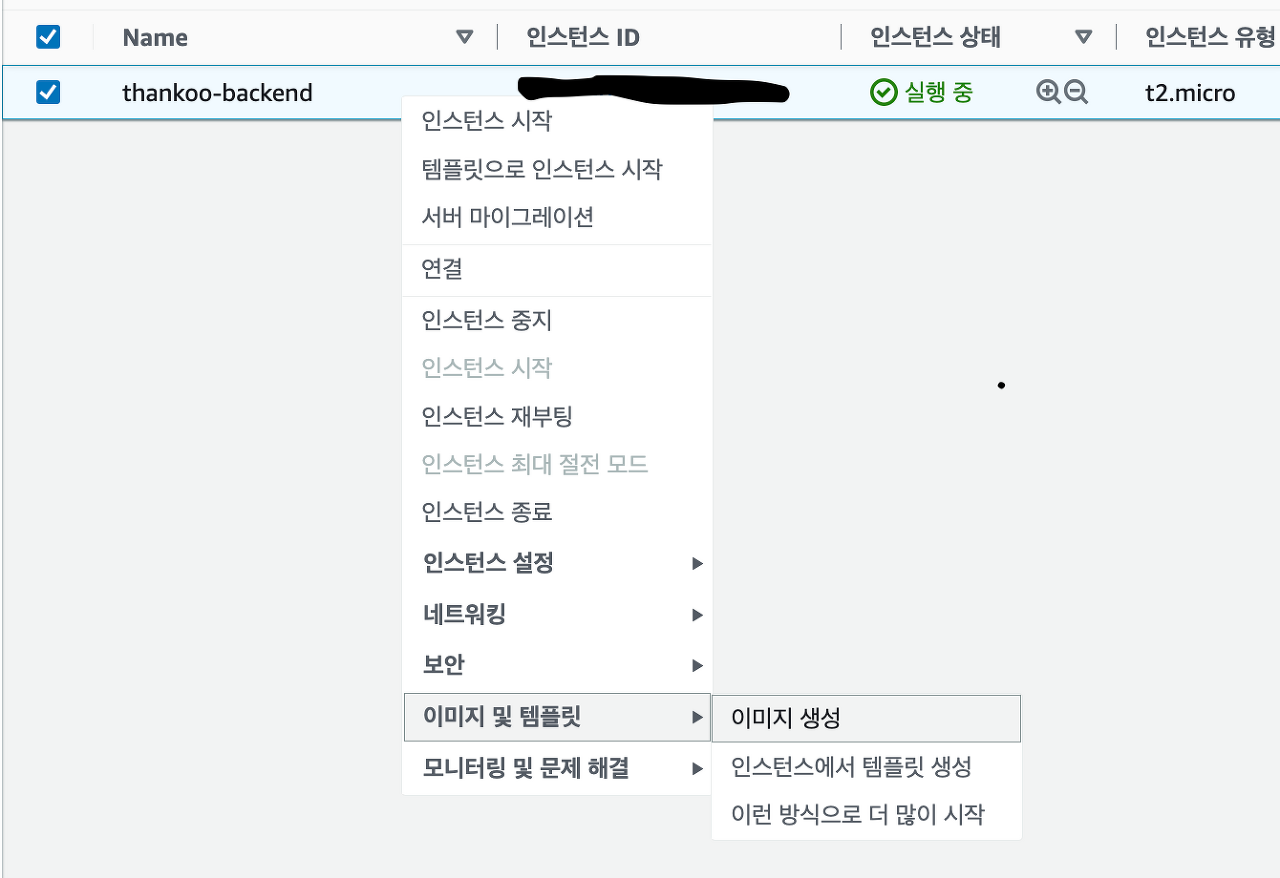 Name 인스턴스 ID 인스턴스 상태 인스턴스 유형
thankoo-backend 실행 중 t2.micro
인스턴스 시작
템플릿으로 인스턴스 시작
서버 마이그레이션
연결
인스턴스 중지
인스턴스 시작
인스턴스 재부팅
인스턴스 최대 절전 모드
인스턴스 종료
인스턴스 설정
네트워킹
보안
이미지 및 템플릿
이미지 생성
모니터링 및 문제 해결
인스턴스에서 템플릿 생성
이런 방식으로 더 많이 시작